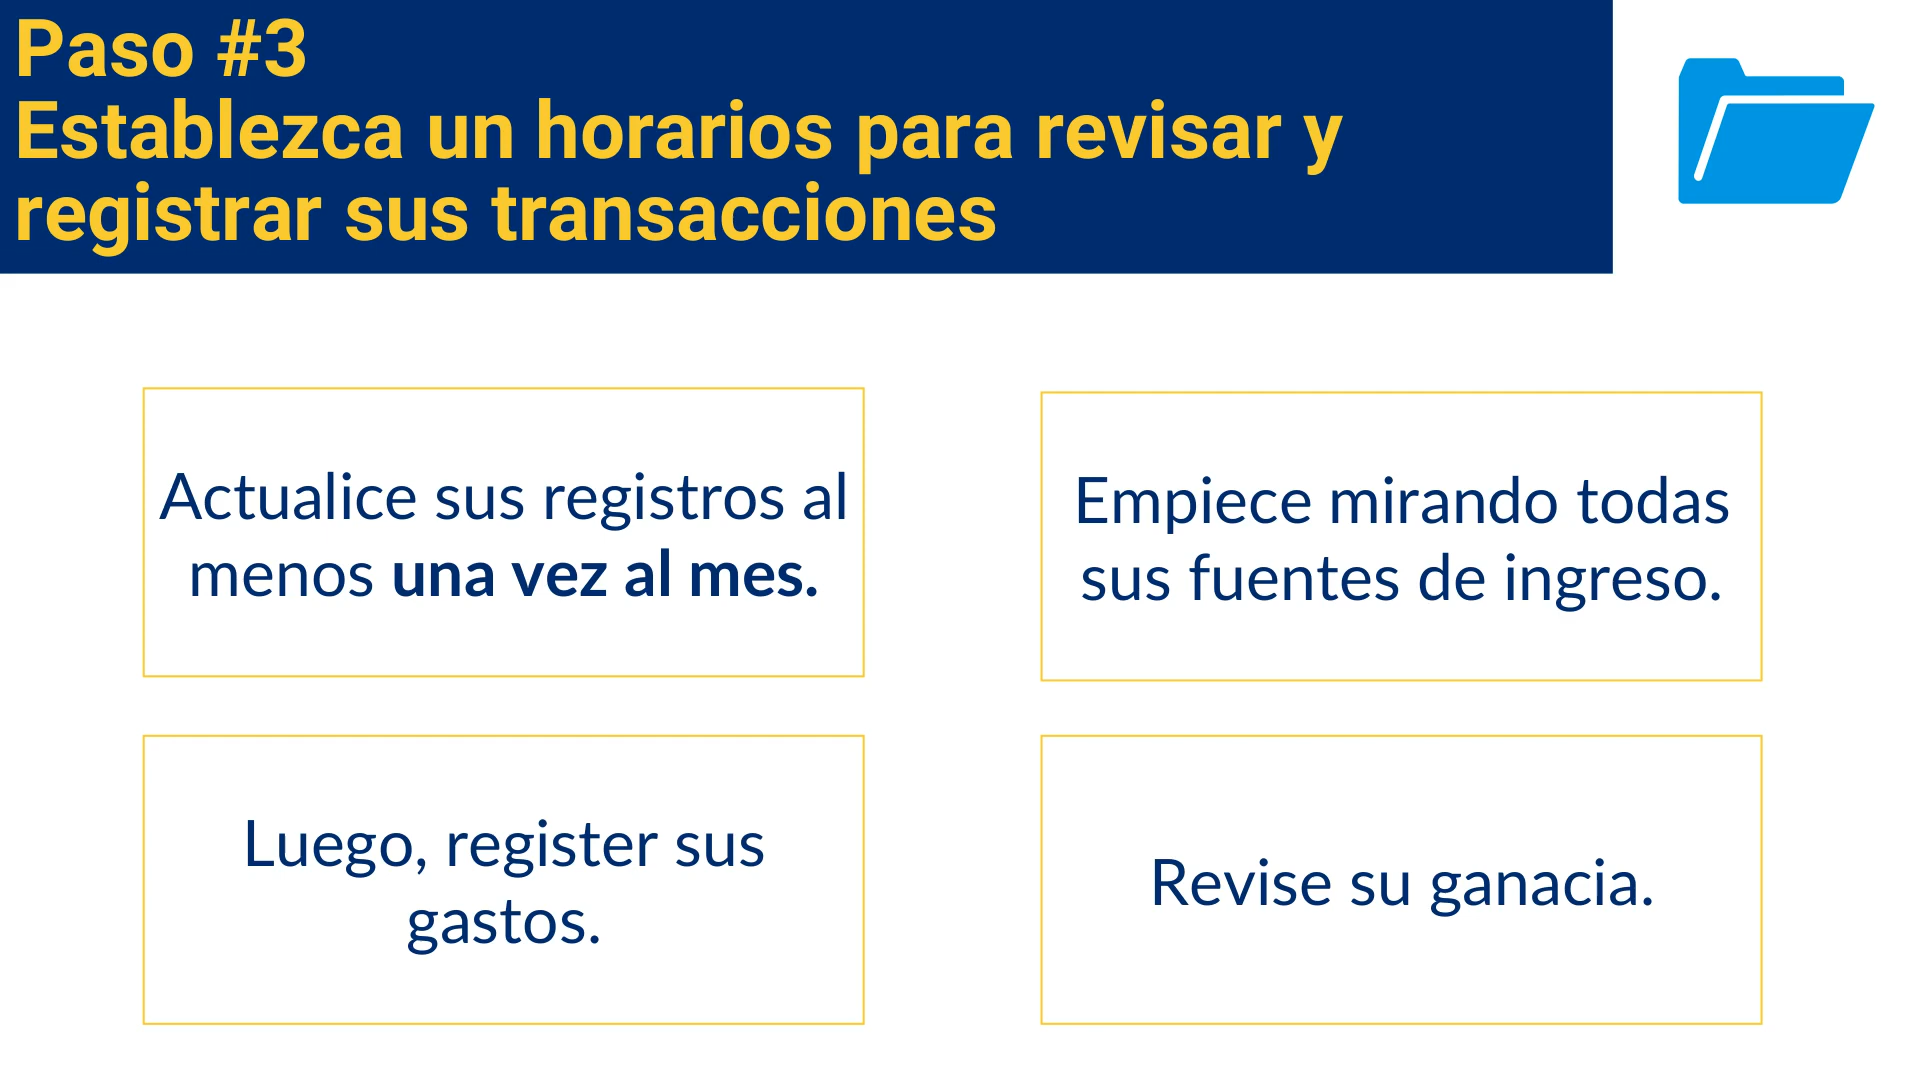 Paso #3
Establezca un horarios para revisar y
registrar sus transacciones
Actualice sus registros al
menos una vez al mes.
Empiece mirando todas
sus fuentes de ingreso.
Luego, register sus
gastos.
Revise su ganacia.